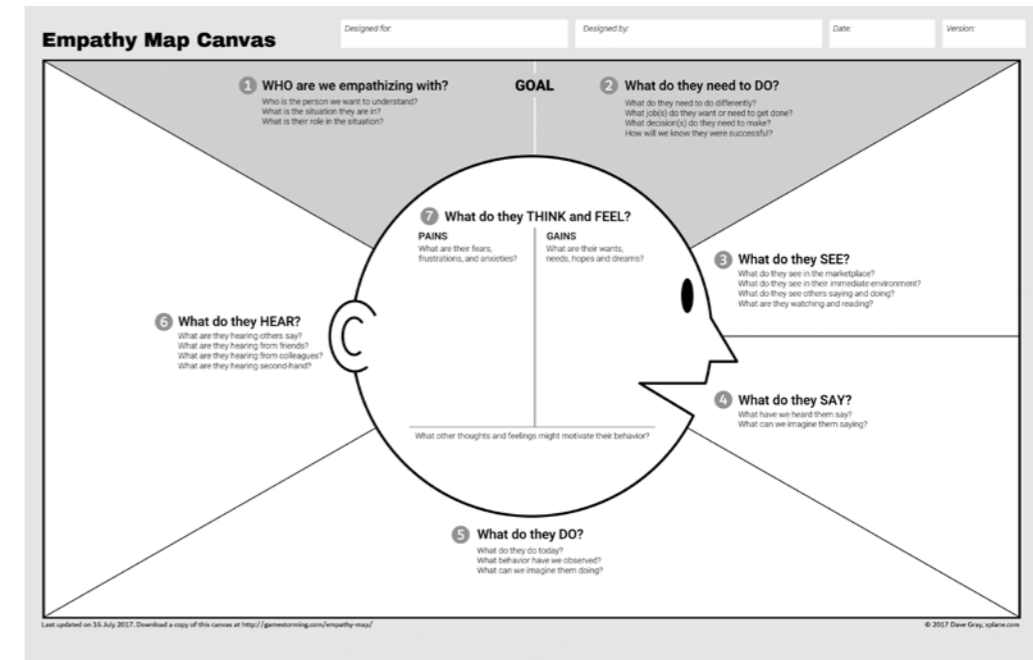 Empathy Map Canvas
Designed for:
Designed by:
Date:
Version:
1 WHO are we empathizing with?
Who is the person we want to understand?
What is the situation they are in?
What is their role in the situation?
GOAL
2 What do they need to DO?
What do they need to do differently?
What job(s) do they want or need to get done?
What decision(s) do they need to make?
How will we know they were successful?
3 What do they SEE?
What do they see in the marketplace?
What do they see in their immediate environment?
What do they see others saying and doing?
What are they watching and reading?
4 What do they SAY?
What have we heard them say?
What can we imagine them saying?
5 What do they DO?
What do they do today?
What behavior have we observed?
What can we imagine them doing?
6 What do they HEAR?
What are they hearing others say?
What are they hearing from friends?
What are they hearing from colleagues?
What are they hearing second-hand?
7 What do they THINK and FEEL?
PAINS
What are their fears,
frustrations, and anxieties?
GAINS
What are their wants,
needs, hopes and dreams?
What other thoughts and feelings might motivate their behavior?
Last updated on 16 July 2017. Download a copy of this canvas at http://gamestorming.com/empathy-map/
© 2017 Dave Gray, xplane.com